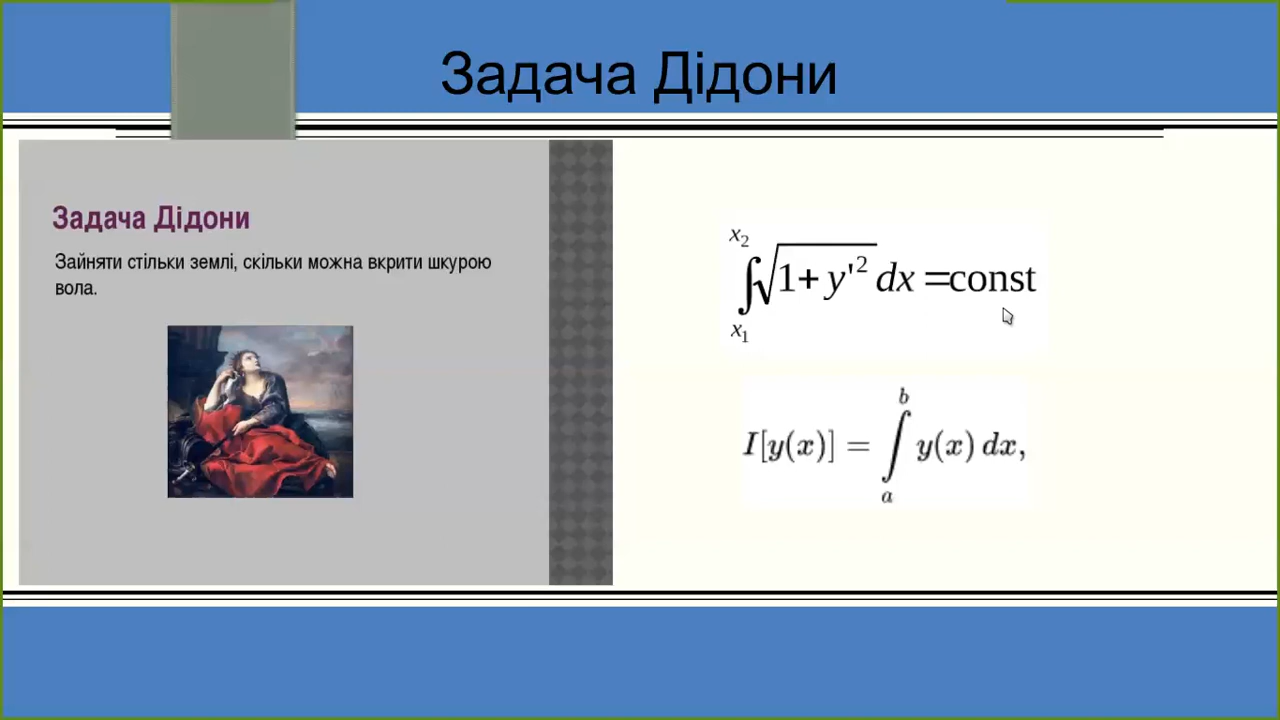 Задача Дідони
Задача Дідони
Зайняти стільки землі, скільки можна вкрити шкурою
вола.
x₂
∫√1+y'² dx=const
x₁
b
I[y(x)] = ∫ y(x) dx,
a